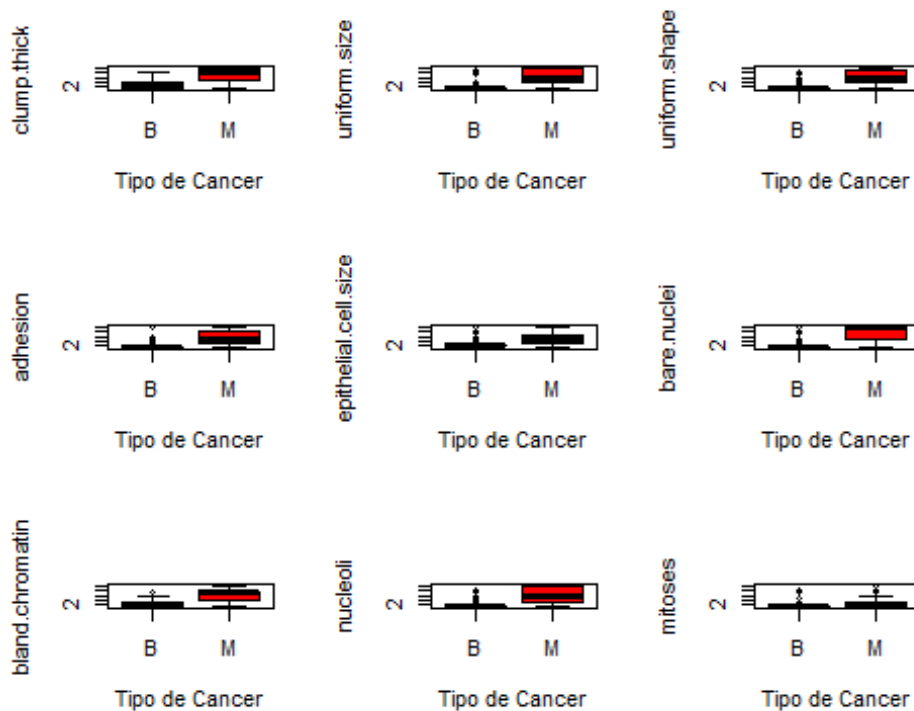 clump.thick
2
B M
Tipo de Cancer
uniform.size
2
B M
Tipo de Cancer
uniform.shape
2
B M
Tipo de Cancer
adhesion
2
B M
Tipo de Cancer
epithelial.cell.size
2
B M
Tipo de Cancer
bare.nuclei
2
B M
Tipo de Cancer
bland.chromatin
2
B M
Tipo de Cancer
nucleoli
2
B M
Tipo de Cancer
mitoses
2
B M
Tipo de Cancer